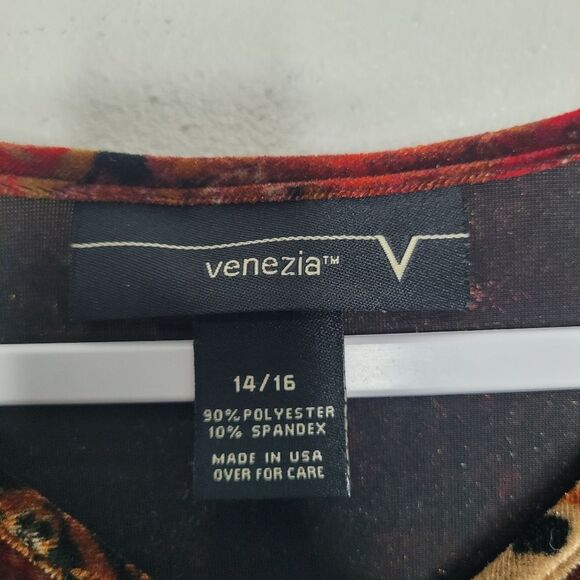 venezia™ V
14/16
90% POLYESTER
10% SPANDEX
MADE IN USA
OVER FOR CARE